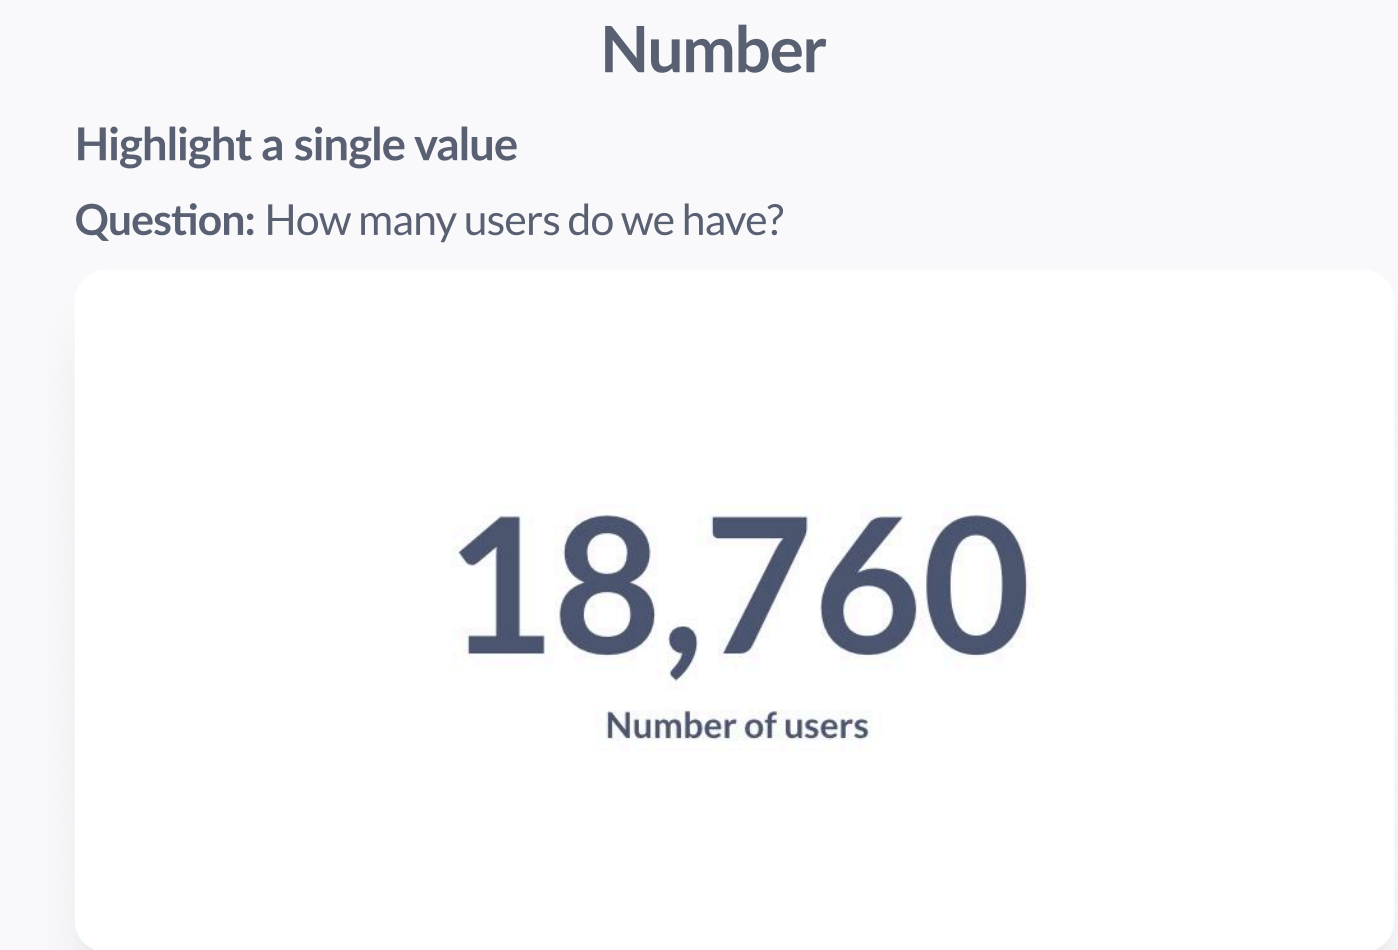 Number
Highlight a single value
Question: How many users do we have?
18,760
Number of users